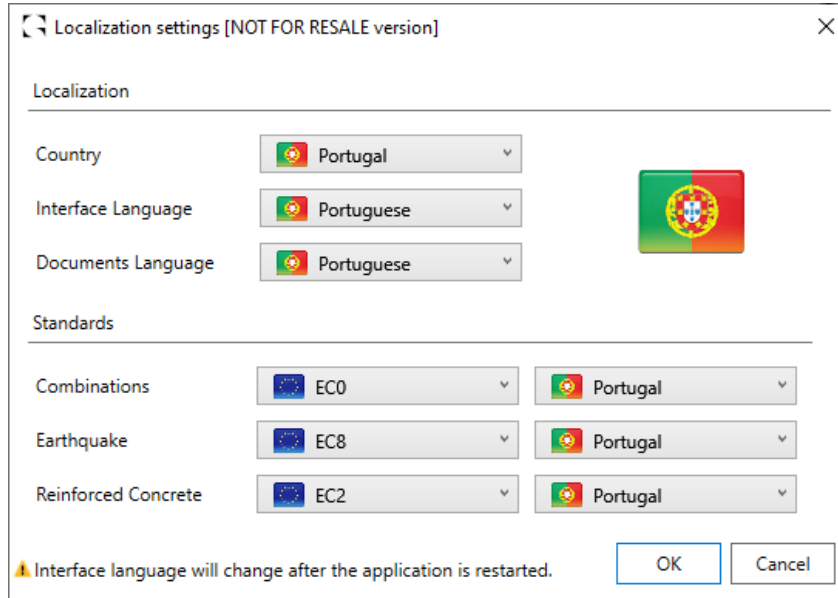 Localization settings [NOT FOR RESALE version]
Localization
Country Portugal
Interface Language Portuguese
Documents Language Portuguese
Standards
Combinations EC0 Portugal
Earthquake EC8 Portugal
Reinforced Concrete EC2 Portugal
Interface language will change after the application is restarted. OK Cancel